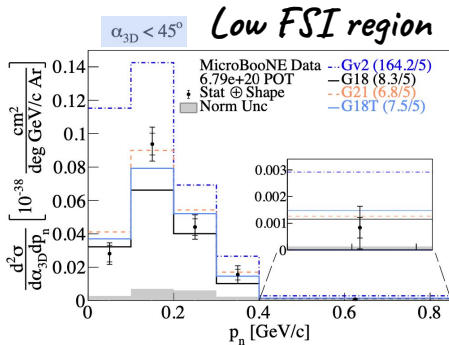 α3D < 45° Low FSI region
MicroBooNE Data
6.79e+20 POT
Stat ⊕ Shape
Norm Unc
Gv2 (164.2/5)
G18 (8.3/5)
G21 (6.8/5)
G18T (7.5/5)
d²σ/dα3Ddpn [10⁻³⁸ cm²/deg GeV/c Ar]
0.14
0.12
0.1
0.08
0.06
0.04
0.02
0
0.003
0.002
0.001
0
0 0.2 0.4 0.6 0.8
pn [GeV/c]